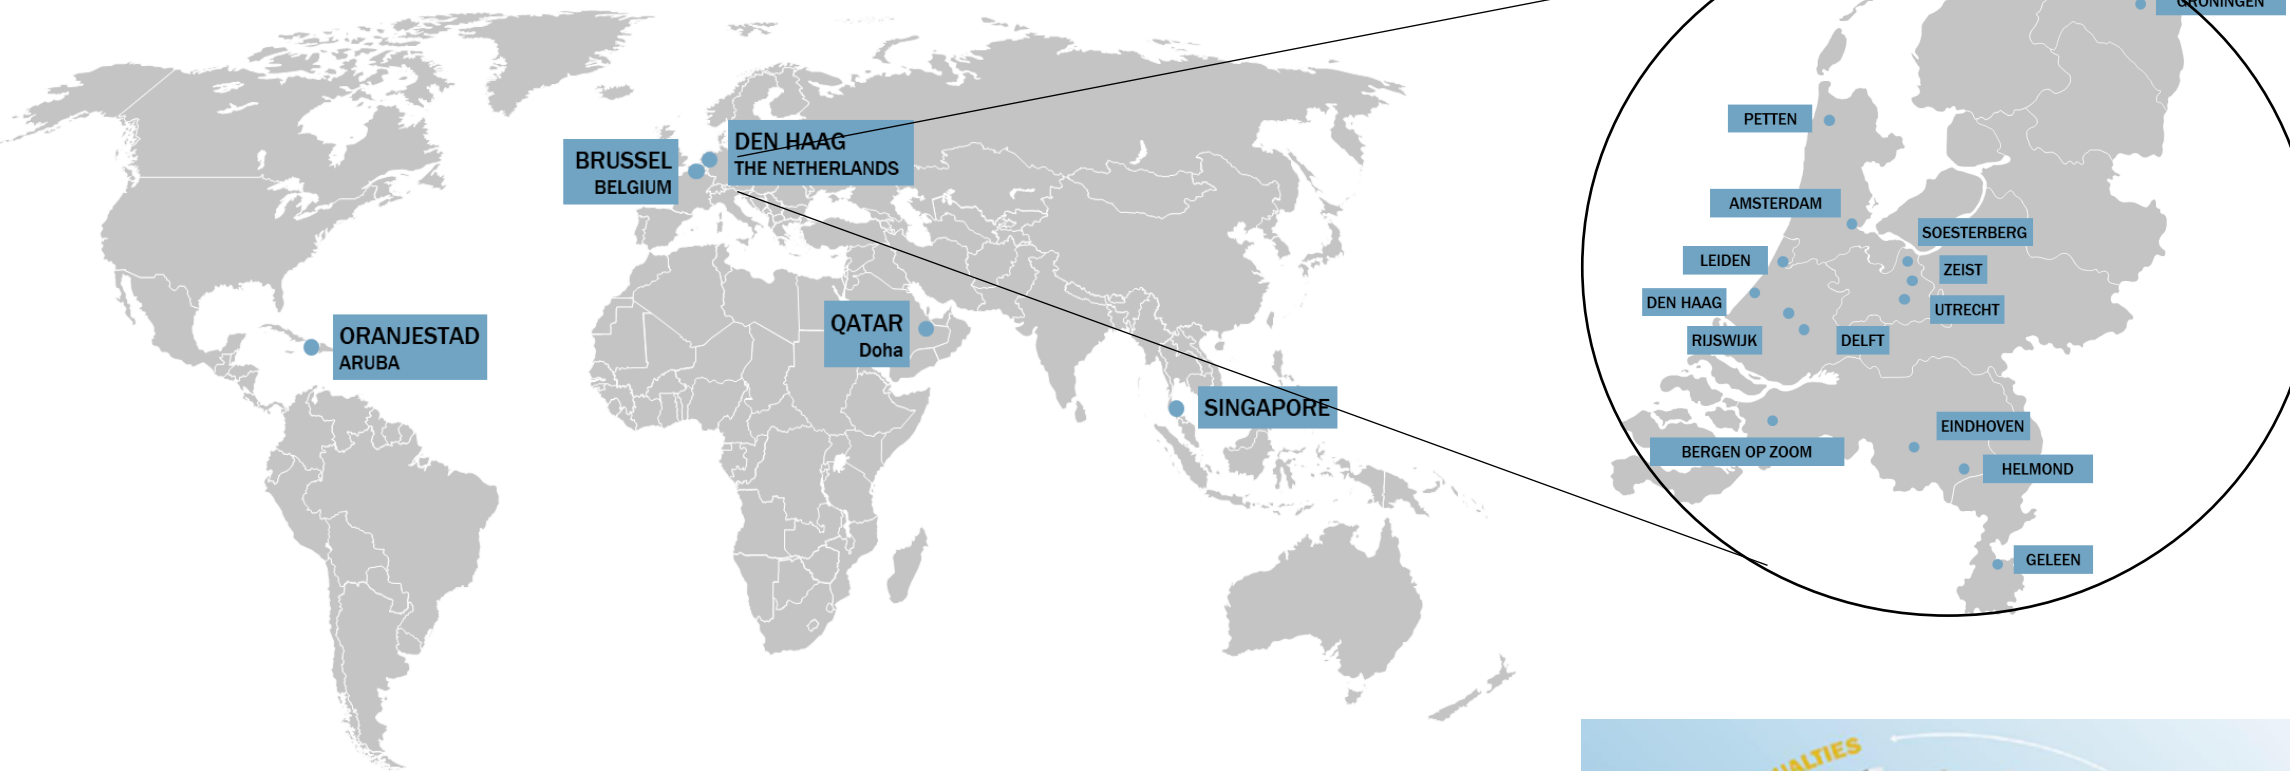 BRUSSEL
BELGIUM
DEN HAAG
THE NETHERLANDS
ORANJESTAD
ARUBA
QATAR
Doha
SINGAPORE
GRONINGEN
PETTEN
AMSTERDAM
SOESTERBERG
LEIDEN
ZEIST
DEN HAAG
UTRECHT
RIJSWIJK
DELFT
EINDHOVEN
BERGEN OP ZOOM
HELMOND
GELEEN